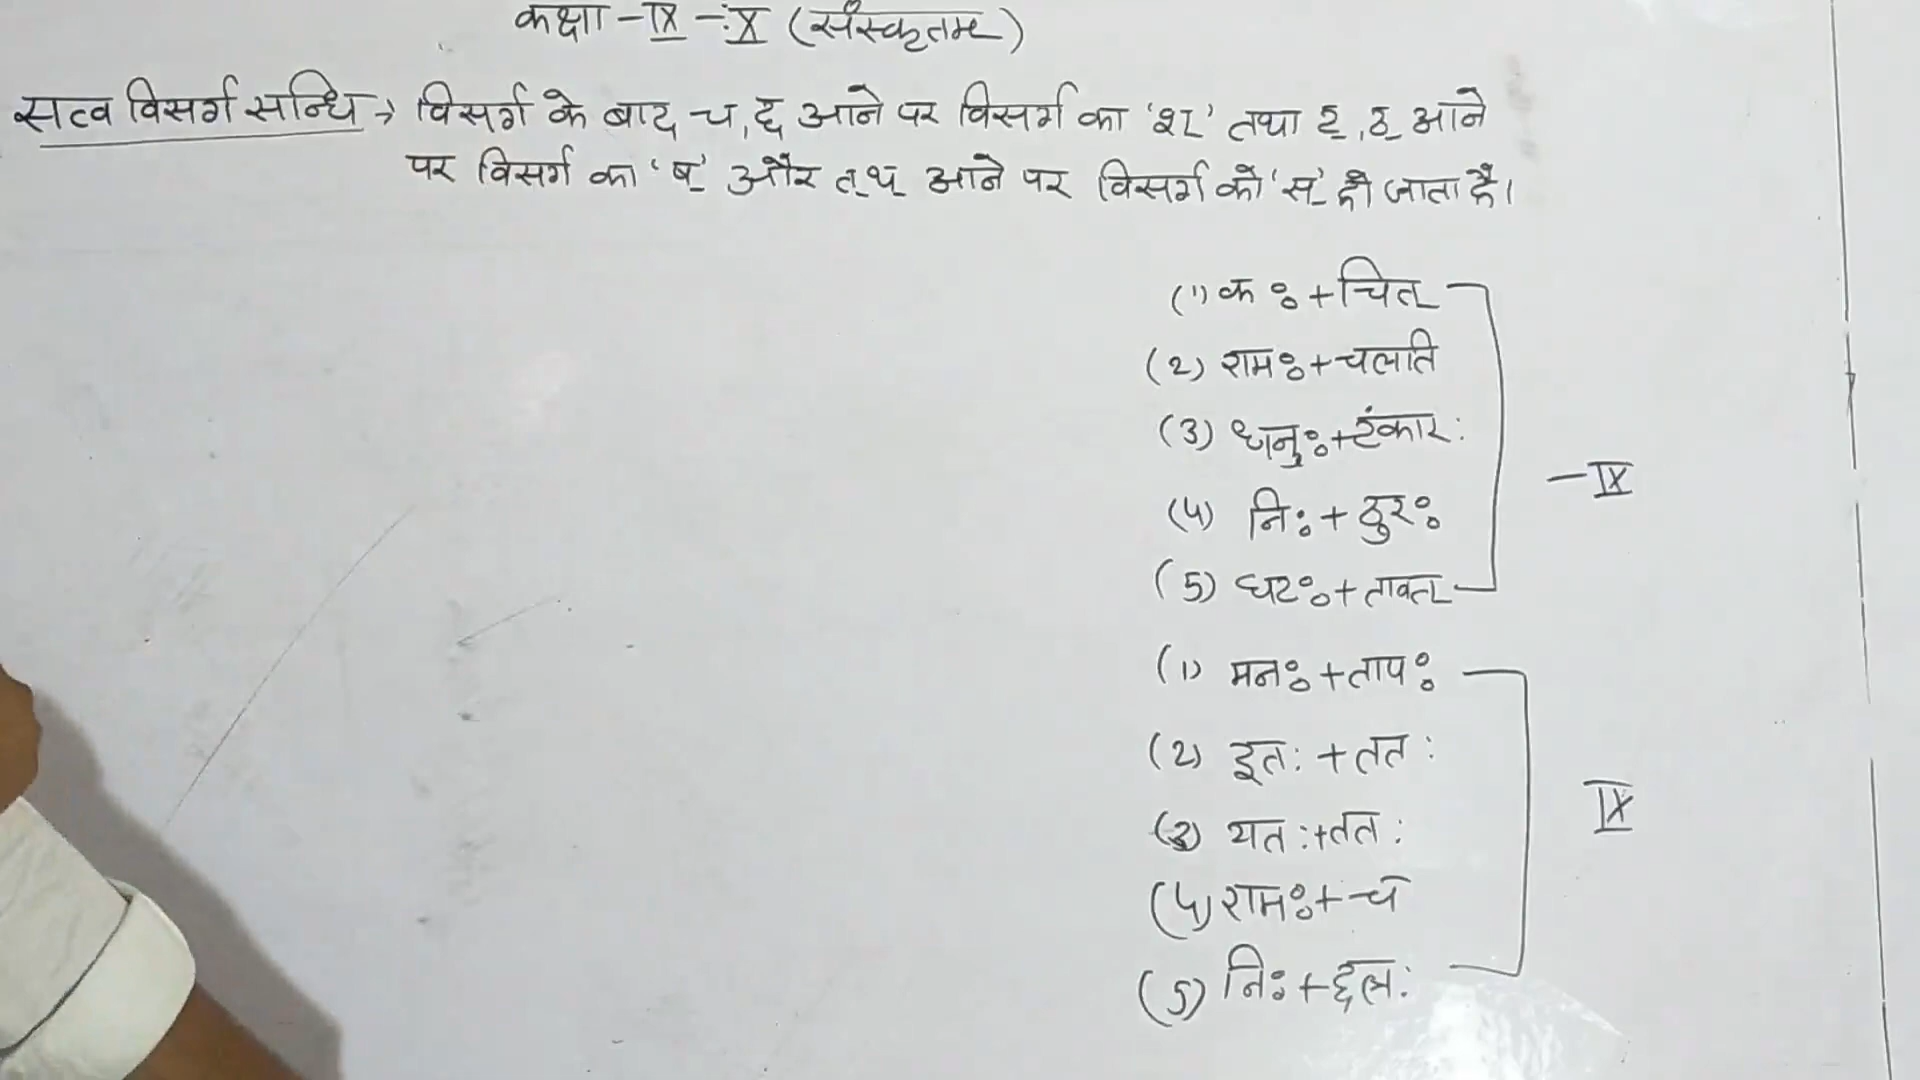 कक्षा - IX - X (संस्कृतम)
सत्व विसर्ग सन्धि → विसर्ग के बाद च, छ आने पर विसर्ग का 'श्' तथा ट्, ठ् आने
पर विसर्ग का 'ष्' और त् थ् आने पर विसर्ग को 'स्' हो जाता है।
(1) कः + चित्
(2) रामः + चलति
(3) धनुः + टंकारः
(4) निः + ठुरः
(5) घटः + तावत्
- IX
(1) मनः + तापः
(2) इतः + ततः
(3) यतः + ततः
(4) रामः + च
(5) निः + छलः
IX